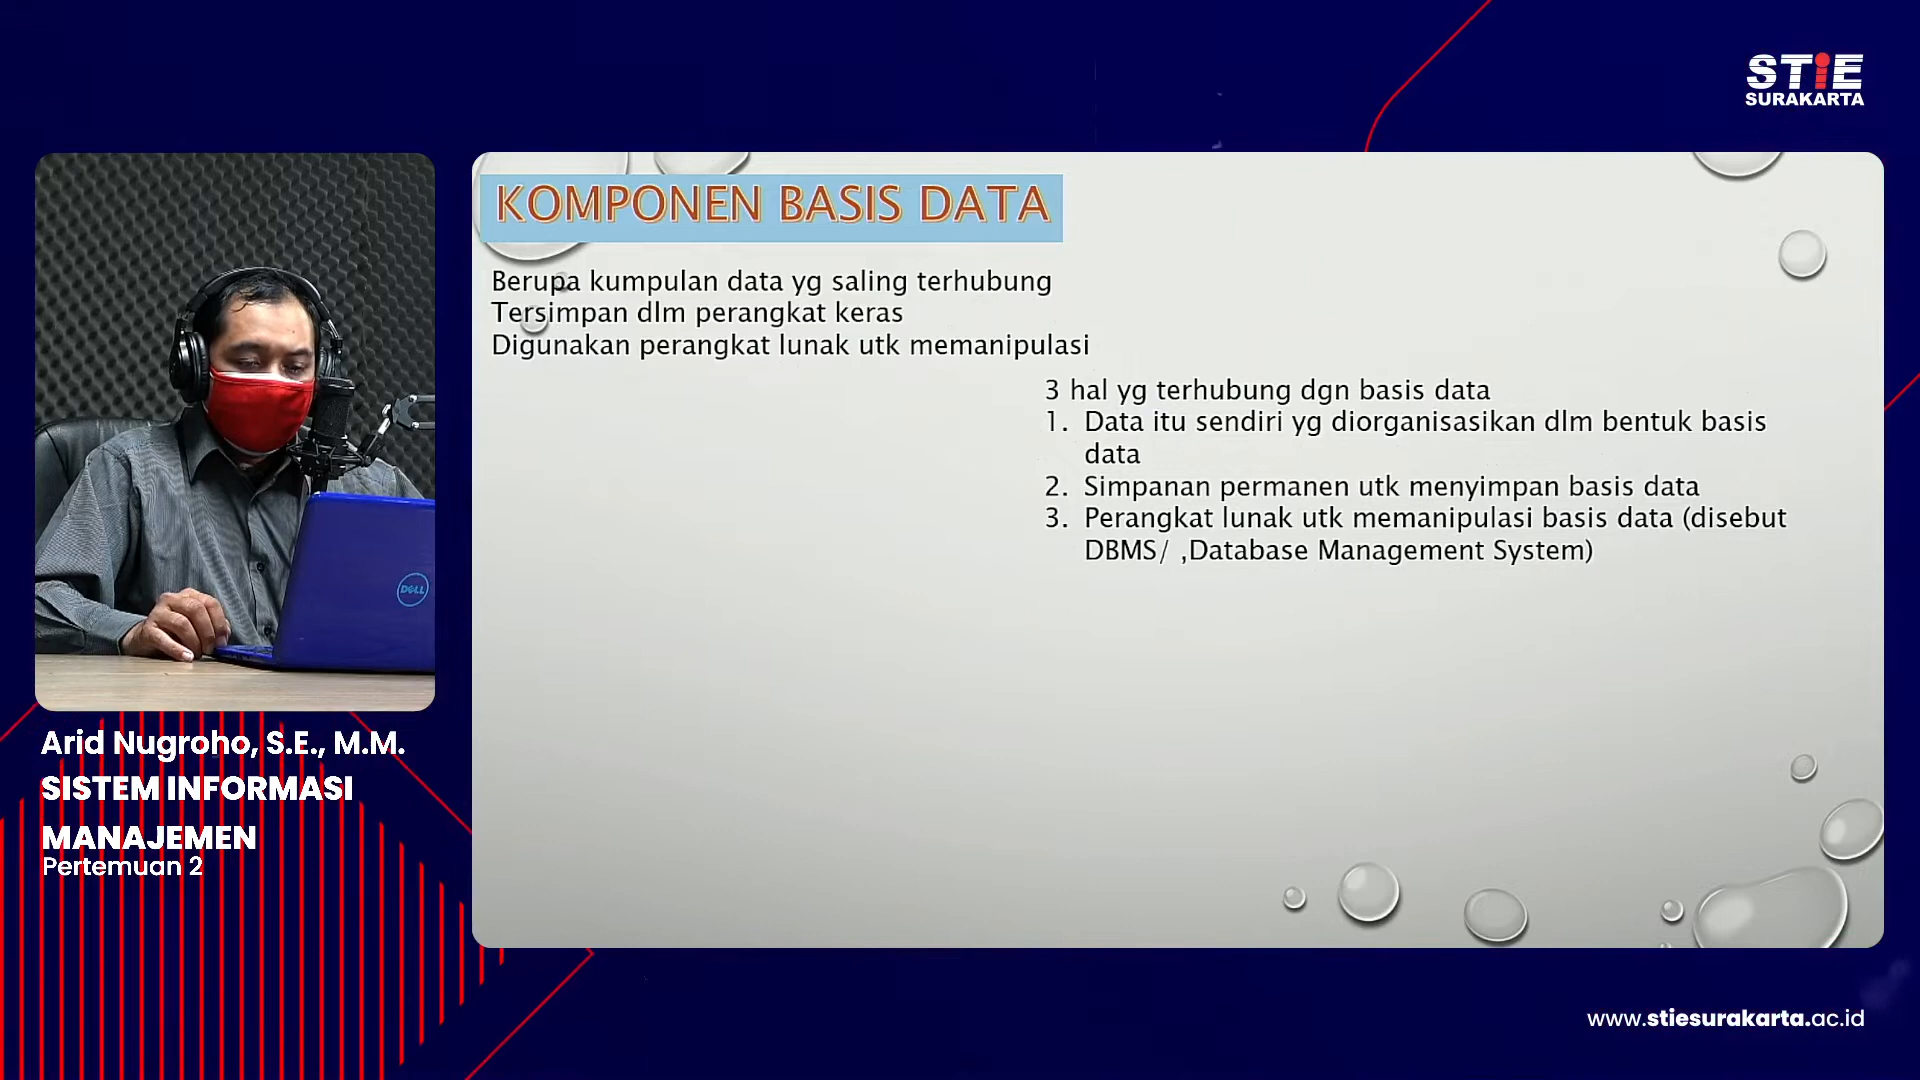 STiE
SURAKARTA
KOMPONEN BASIS DATA
Berupa kumpulan data yg saling terhubung
Tersimpan dlm perangkat keras
Digunakan perangkat lunak utk memanipulasi
3 hal yg terhubung dgn basis data
1. Data itu sendiri yg diorganisasikan dlm bentuk basis
data
2. Simpanan permanen utk menyimpan basis data
3. Perangkat lunak utk memanipulasi basis data (disebut
DBMS/ ,Database Management System)
DELL
Arid Nugroho, S.E., M.M.
SISTEM INFORMASI
MANAJEMEN
Pertemuan 2
www.stiesurakarta.ac.id